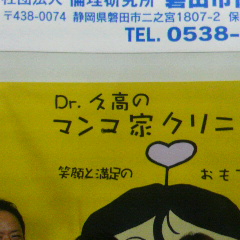 社団法人 倫理研究所 磐田市
〒438-0074 静岡県磐田市二之宮1807-2 保
TEL. 0538-
Dr. 久高の
マンコ家クリニ
笑顔と満足の おもて